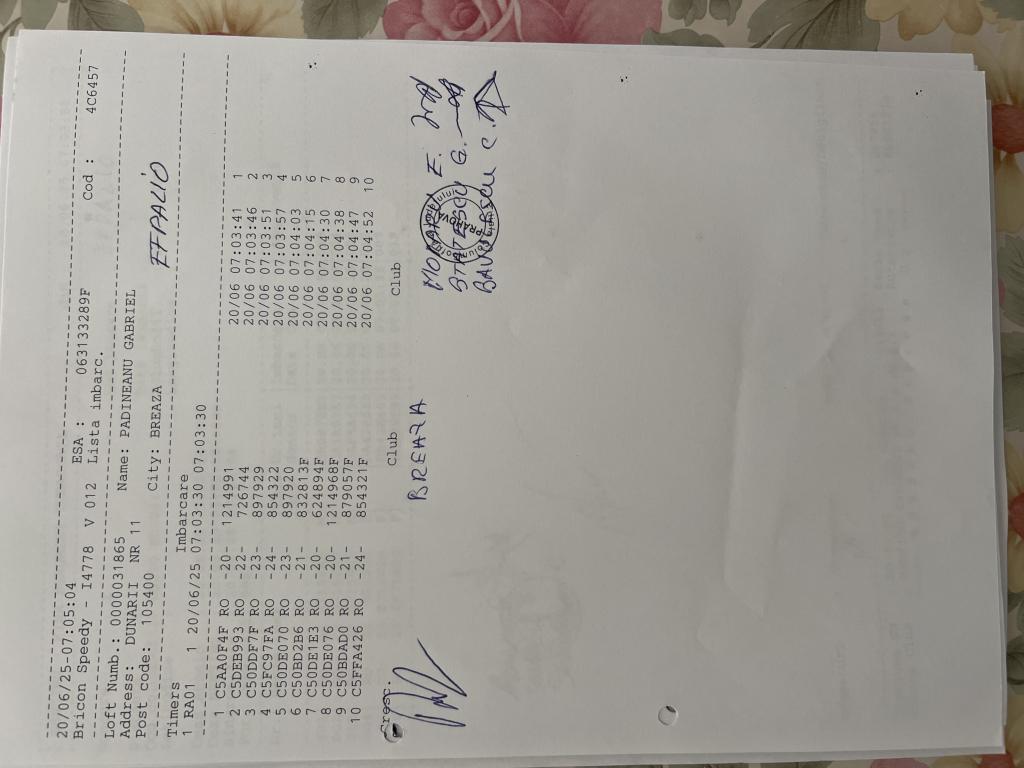 20/06/25-07:05:04
Bricon Speedy - I4778 V 012 ESA : 063133289F Cod : 4C6457
Lista imbarc.
Loft Numb.: 0000031865 Name: PADINEANU GABRIEL
Address: DUNARII NR 11
Post code: 105400 City: BREAZA
EFPALIO
Timers Imbarcare
1 RA01 1 20/06/25 07:03:30 07:03:30
1 C5AA0F4F RO -20- 1214991 20/06 07:03:41 1
2 C5DEB993 RO -22- 726744 20/06 07:03:46 2
3 C50DDF7F RO -23- 897929 20/06 07:03:51 3
4 C5FC97FA RO -24- 854322 20/06 07:03:57 4
5 C50DE070 RO -23- 897920 20/06 07:04:03 5
6 C50BD2B6 RO -21- 832813F 20/06 07:04:15 6
7 C50DE1E3 RO -20- 624894F 20/06 07:04:30 7
8 C50DE076 RO -20- 1214968F 20/06 07:04:38 8
9 C50BDAD0 RO -21- 879057F 20/06 07:04:47 9
10 C5FFA426 RO -24- 854321F 20/06 07:04:52 10
Cresc. Club Club
BREAZA
E.
G.
C.